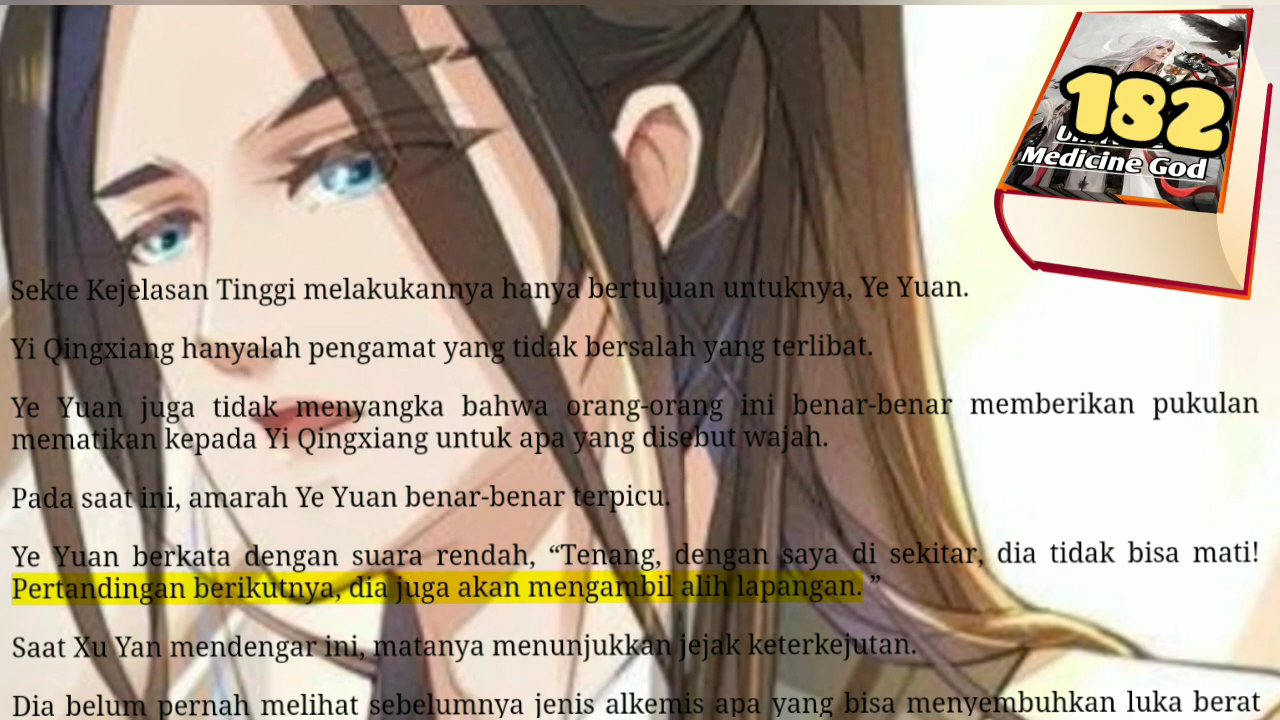 182
Medicine God
Sekte Kejelasan Tinggi melakukannya hanya bertujuan untuknya, Ye Yuan.
Yi Qingxiang hanyalah pengamat yang tidak bersalah yang terlibat.
Ye Yuan juga tidak menyangka bahwa orang-orang ini benar-benar memberikan pukulan
mematikan kepada Yi Qingxiang untuk apa yang disebut wajah.
Pada saat ini, amarah Ye Yuan benar-benar terpicu.
Ye Yuan berkata dengan suara rendah, “Tenang, dengan saya di sekitar, dia tidak bisa mati!
Pertandingan berikutnya, dia juga akan mengambil alih lapangan. ”
Saat Xu Yan mendengar ini, matanya menunjukkan jejak keterkejutan.
Dia belum pernah melihat sebelumnya jenis alkemis apa yang bisa menyembuhkan luka berat